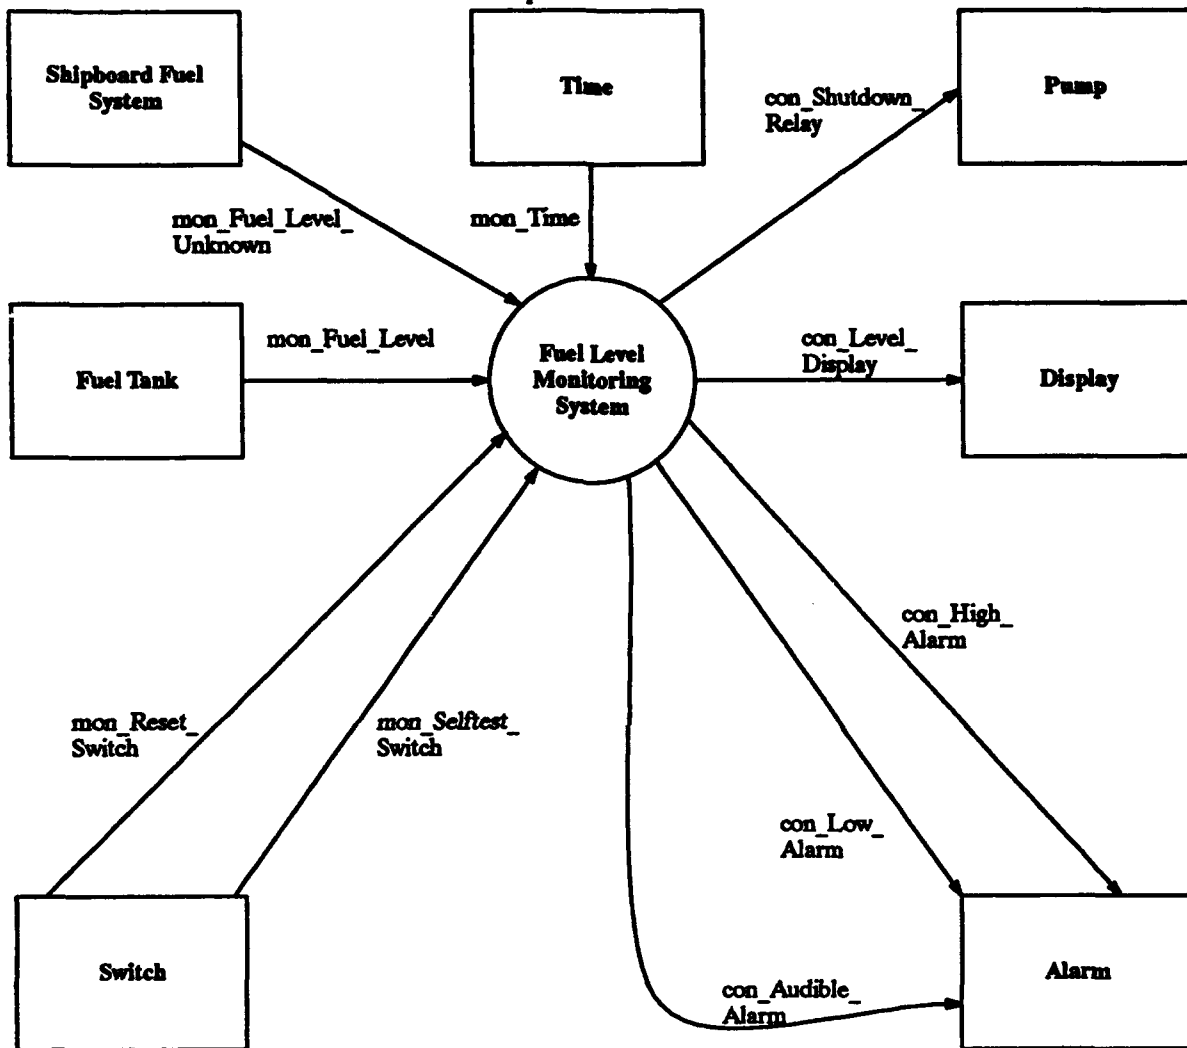 Shipboard Fuel
System
Time
Pump
con_Shutdown_
Relay
mon_Fuel_Level_
Unknown
mon_Time
Fuel Tank
mon_Fuel_Level
Fuel Level
Monitoring
System
con_Level_
Display
Display
con_High_
Alarm
mon_Reset_
Switch
mon_Selftest_
Switch
con_Low_
Alarm
Switch
con_Audible_
Alarm
Alarm